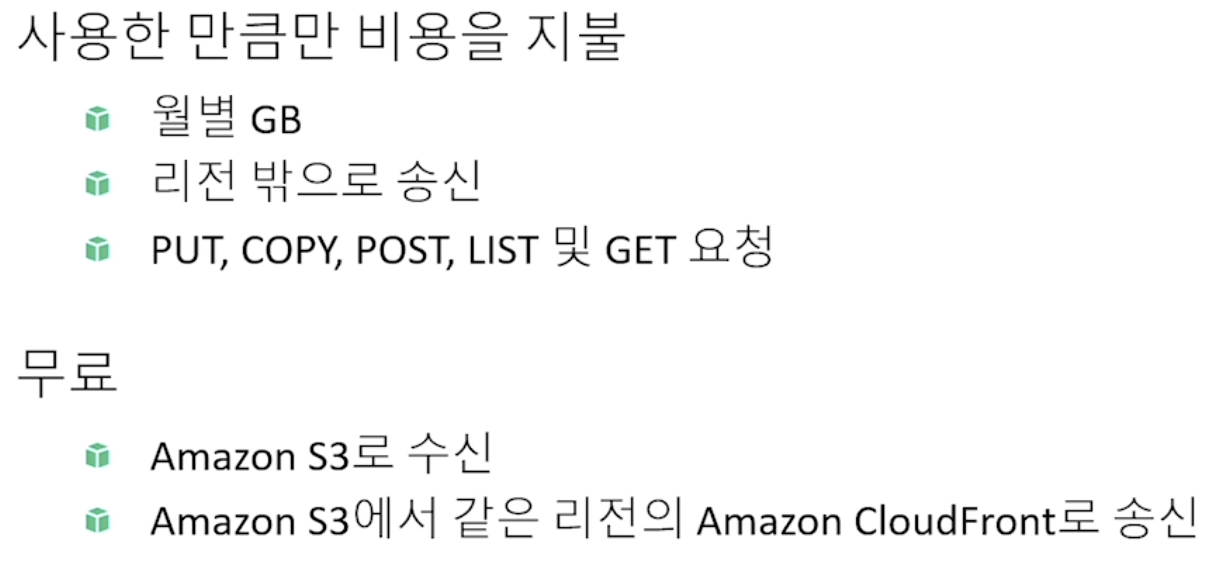 사용한 만큼만 비용을 지불
월별 GB
리전 밖으로 송신
PUT, COPY, POST, LIST 및 GET 요청
무료
Amazon S3로 수신
Amazon S3에서 같은 리전의 Amazon CloudFront로 송신